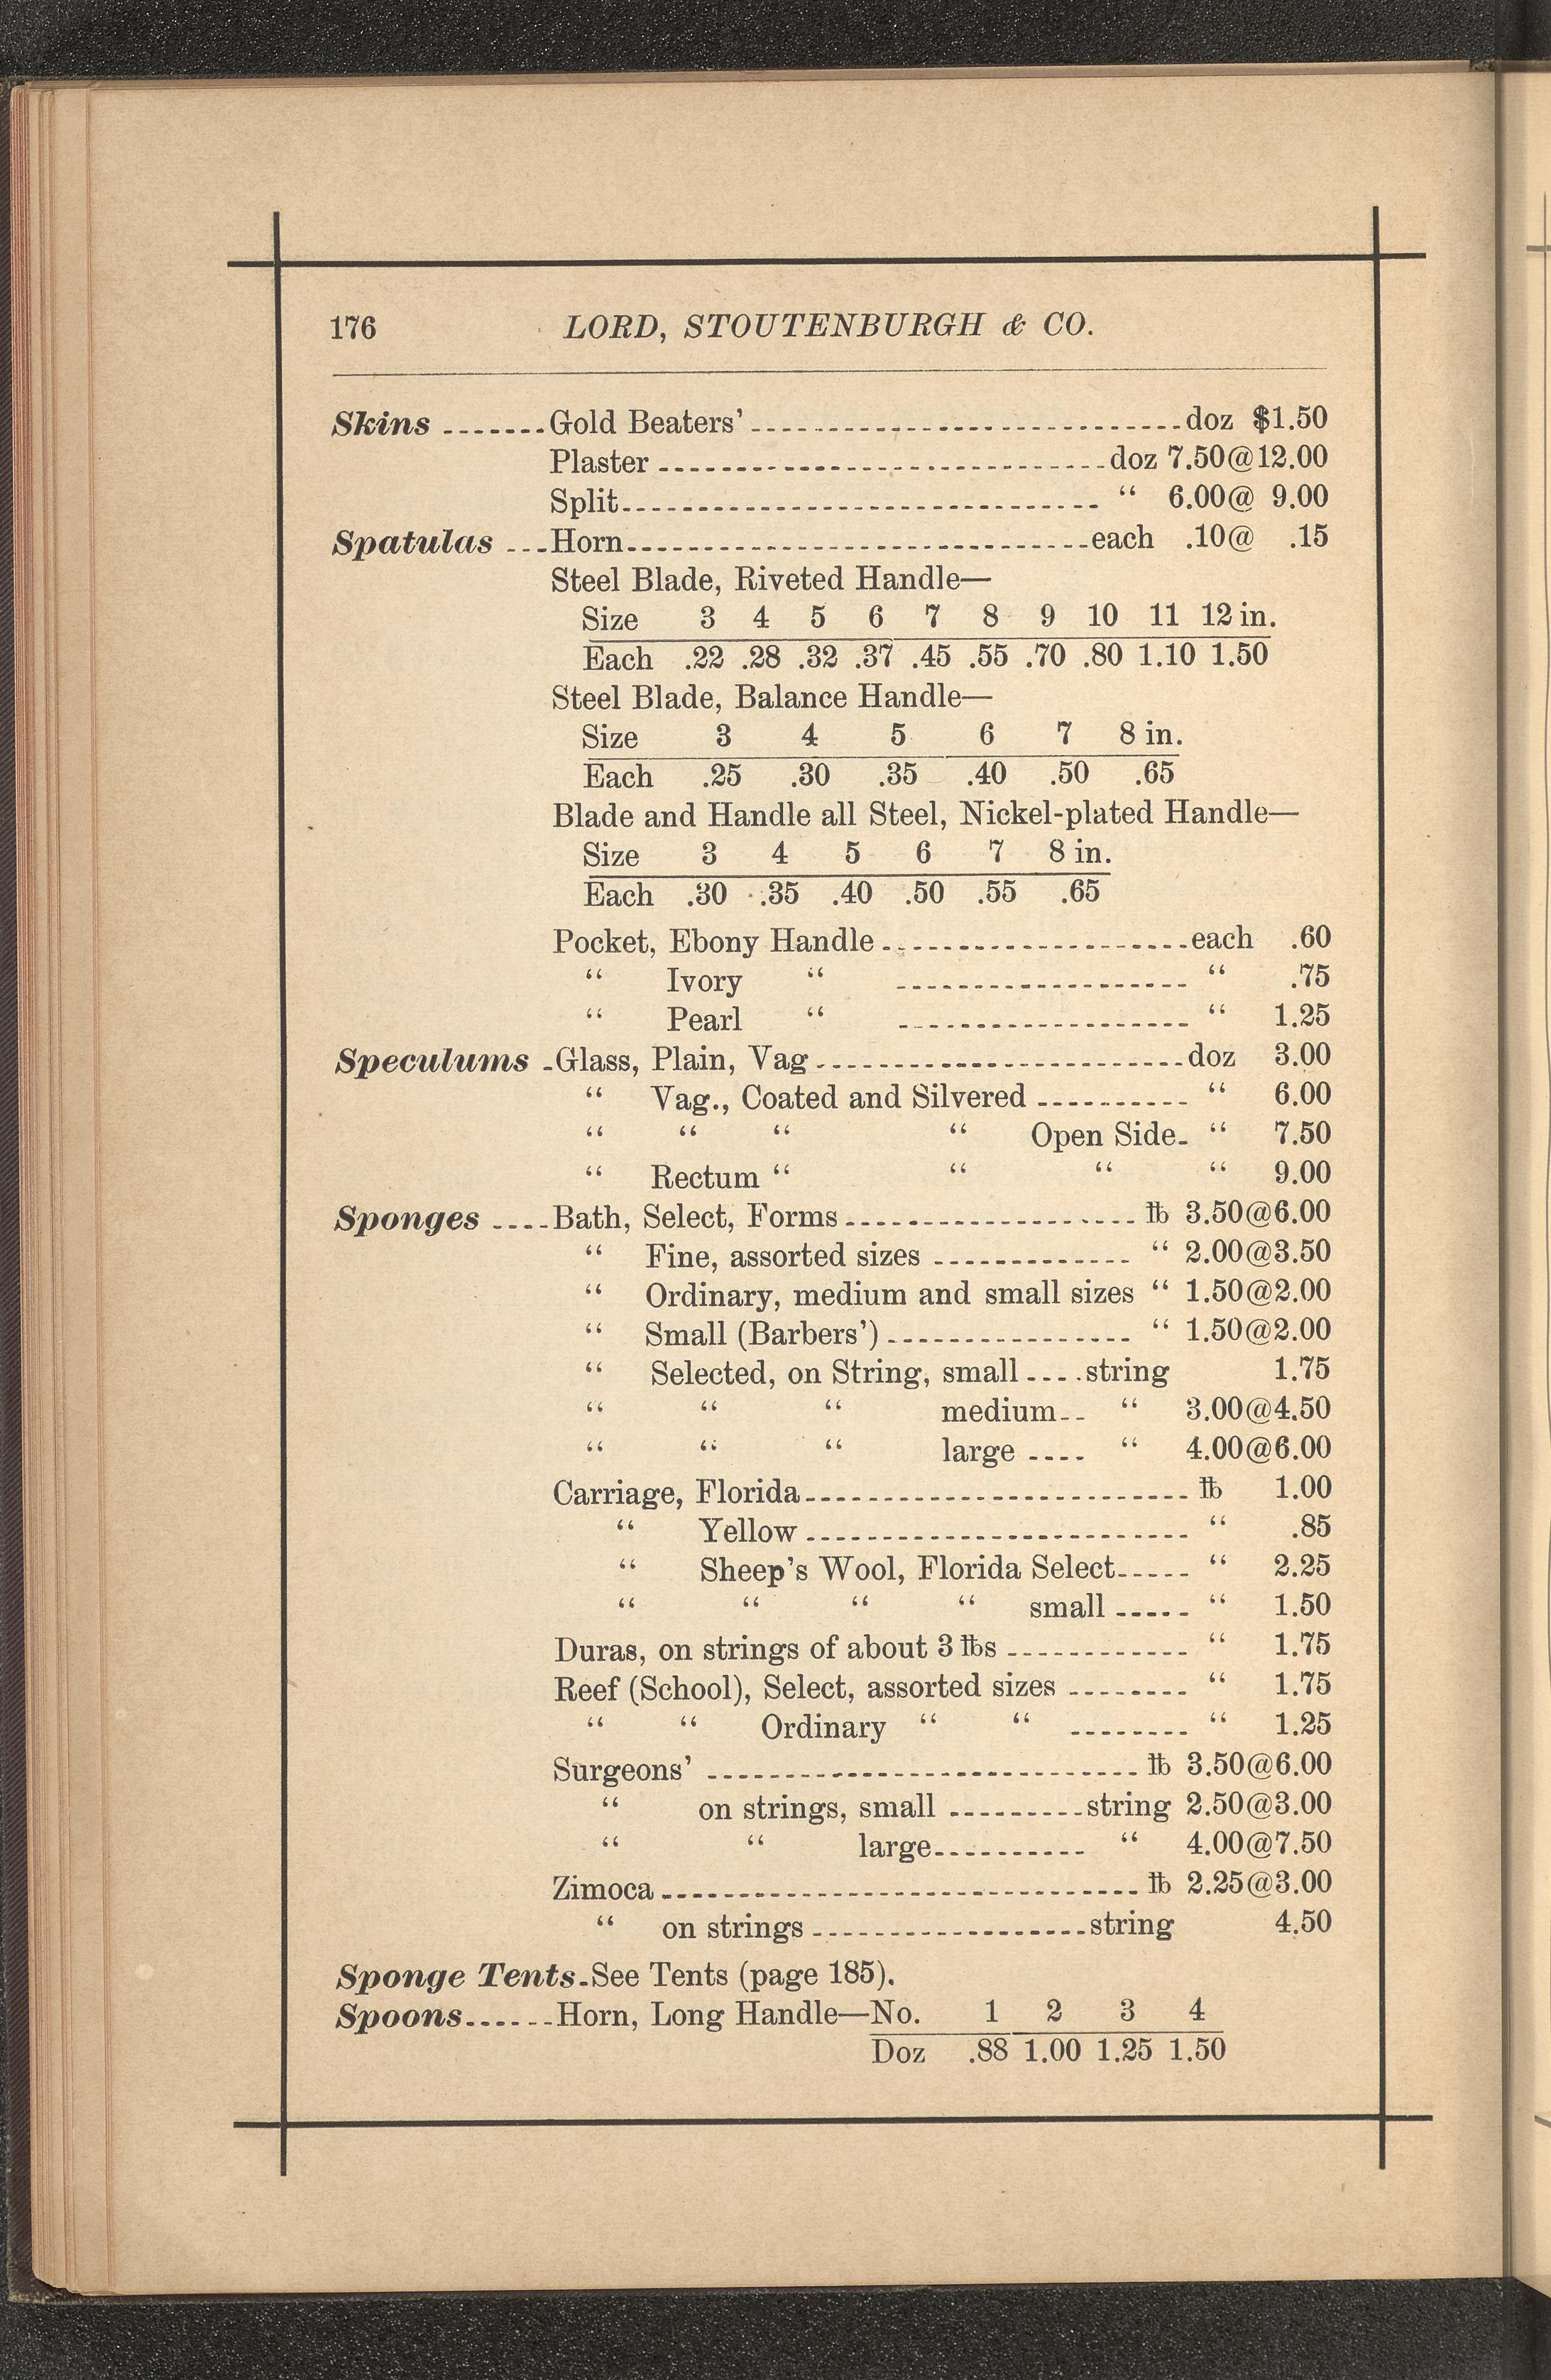 176 LORD, STOUTENBURGH & CO.
Skins .......Gold Beaters’............................doz $1.50
Plaster.............................doz 7.50@12.00
Split............................... “ 6.00@ 9.00
Spatulas ...Horn..............................each .10@ .15
Steel Blade, Riveted Handle—
Size 3 4 5 6 7 8 9 10 11 12 in.
Each .22 .28 .32 .37 .45 .55 .70 .80 1.10 1.50
Steel Blade, Balance Handle—
Size 3 4 5 6 7 8 in.
Each .25 .30 .35 .40 .50 .65
Blade and Handle all Steel, Nickel-plated Handle—
Size 3 4 5 6 7 8 in.
Each .30 .35 .40 .50 .55 .65
Pocket, Ebony Handle....................each .60
“ Ivory “ ................... “ .75
“ Pearl “ ................... “ 1.25
Speculums .Glass, Plain, Vag........................doz 3.00
“ Vag., Coated and Silvered .......... “ 6.00
“ “ “ “ Open Side. “ 7.50
“ Rectum “ “ “ “ 9.00
Sponges ....Bath, Select, Forms................... ℔ 3.50@6.00
“ Fine, assorted sizes ............. “ 2.00@3.50
“ Ordinary, medium and small sizes “ 1.50@2.00
“ Small (Barbers’)................ “ 1.50@2.00
“ Selected, on String, small....string 1.75
“ “ “ medium.. “ 3.00@4.50
“ “ “ large .... “ 4.00@6.00
Carriage, Florida......................... ℔ 1.00
“ Yellow......................... “ .85
“ Sheep’s Wool, Florida Select..... “ 2.25
“ “ “ “ small ..... “ 1.50
Duras, on strings of about 3 ℔s ............ “ 1.75
Reef (School), Select, assorted sizes ........ “ 1.75
“ “ Ordinary “ “ ........ “ 1.25
Surgeons’ ............................ ℔ 3.50@6.00
“ on strings, small .........string 2.50@3.00
“ “ large.......... “ 4.00@7.50
Zimoca............................... ℔ 2.25@3.00
“ on strings..................string 4.50
Sponge Tents.See Tents (page 185).
Spoons......Horn, Long Handle—No. 1 2 3 4
Doz .88 1.00 1.25 1.50